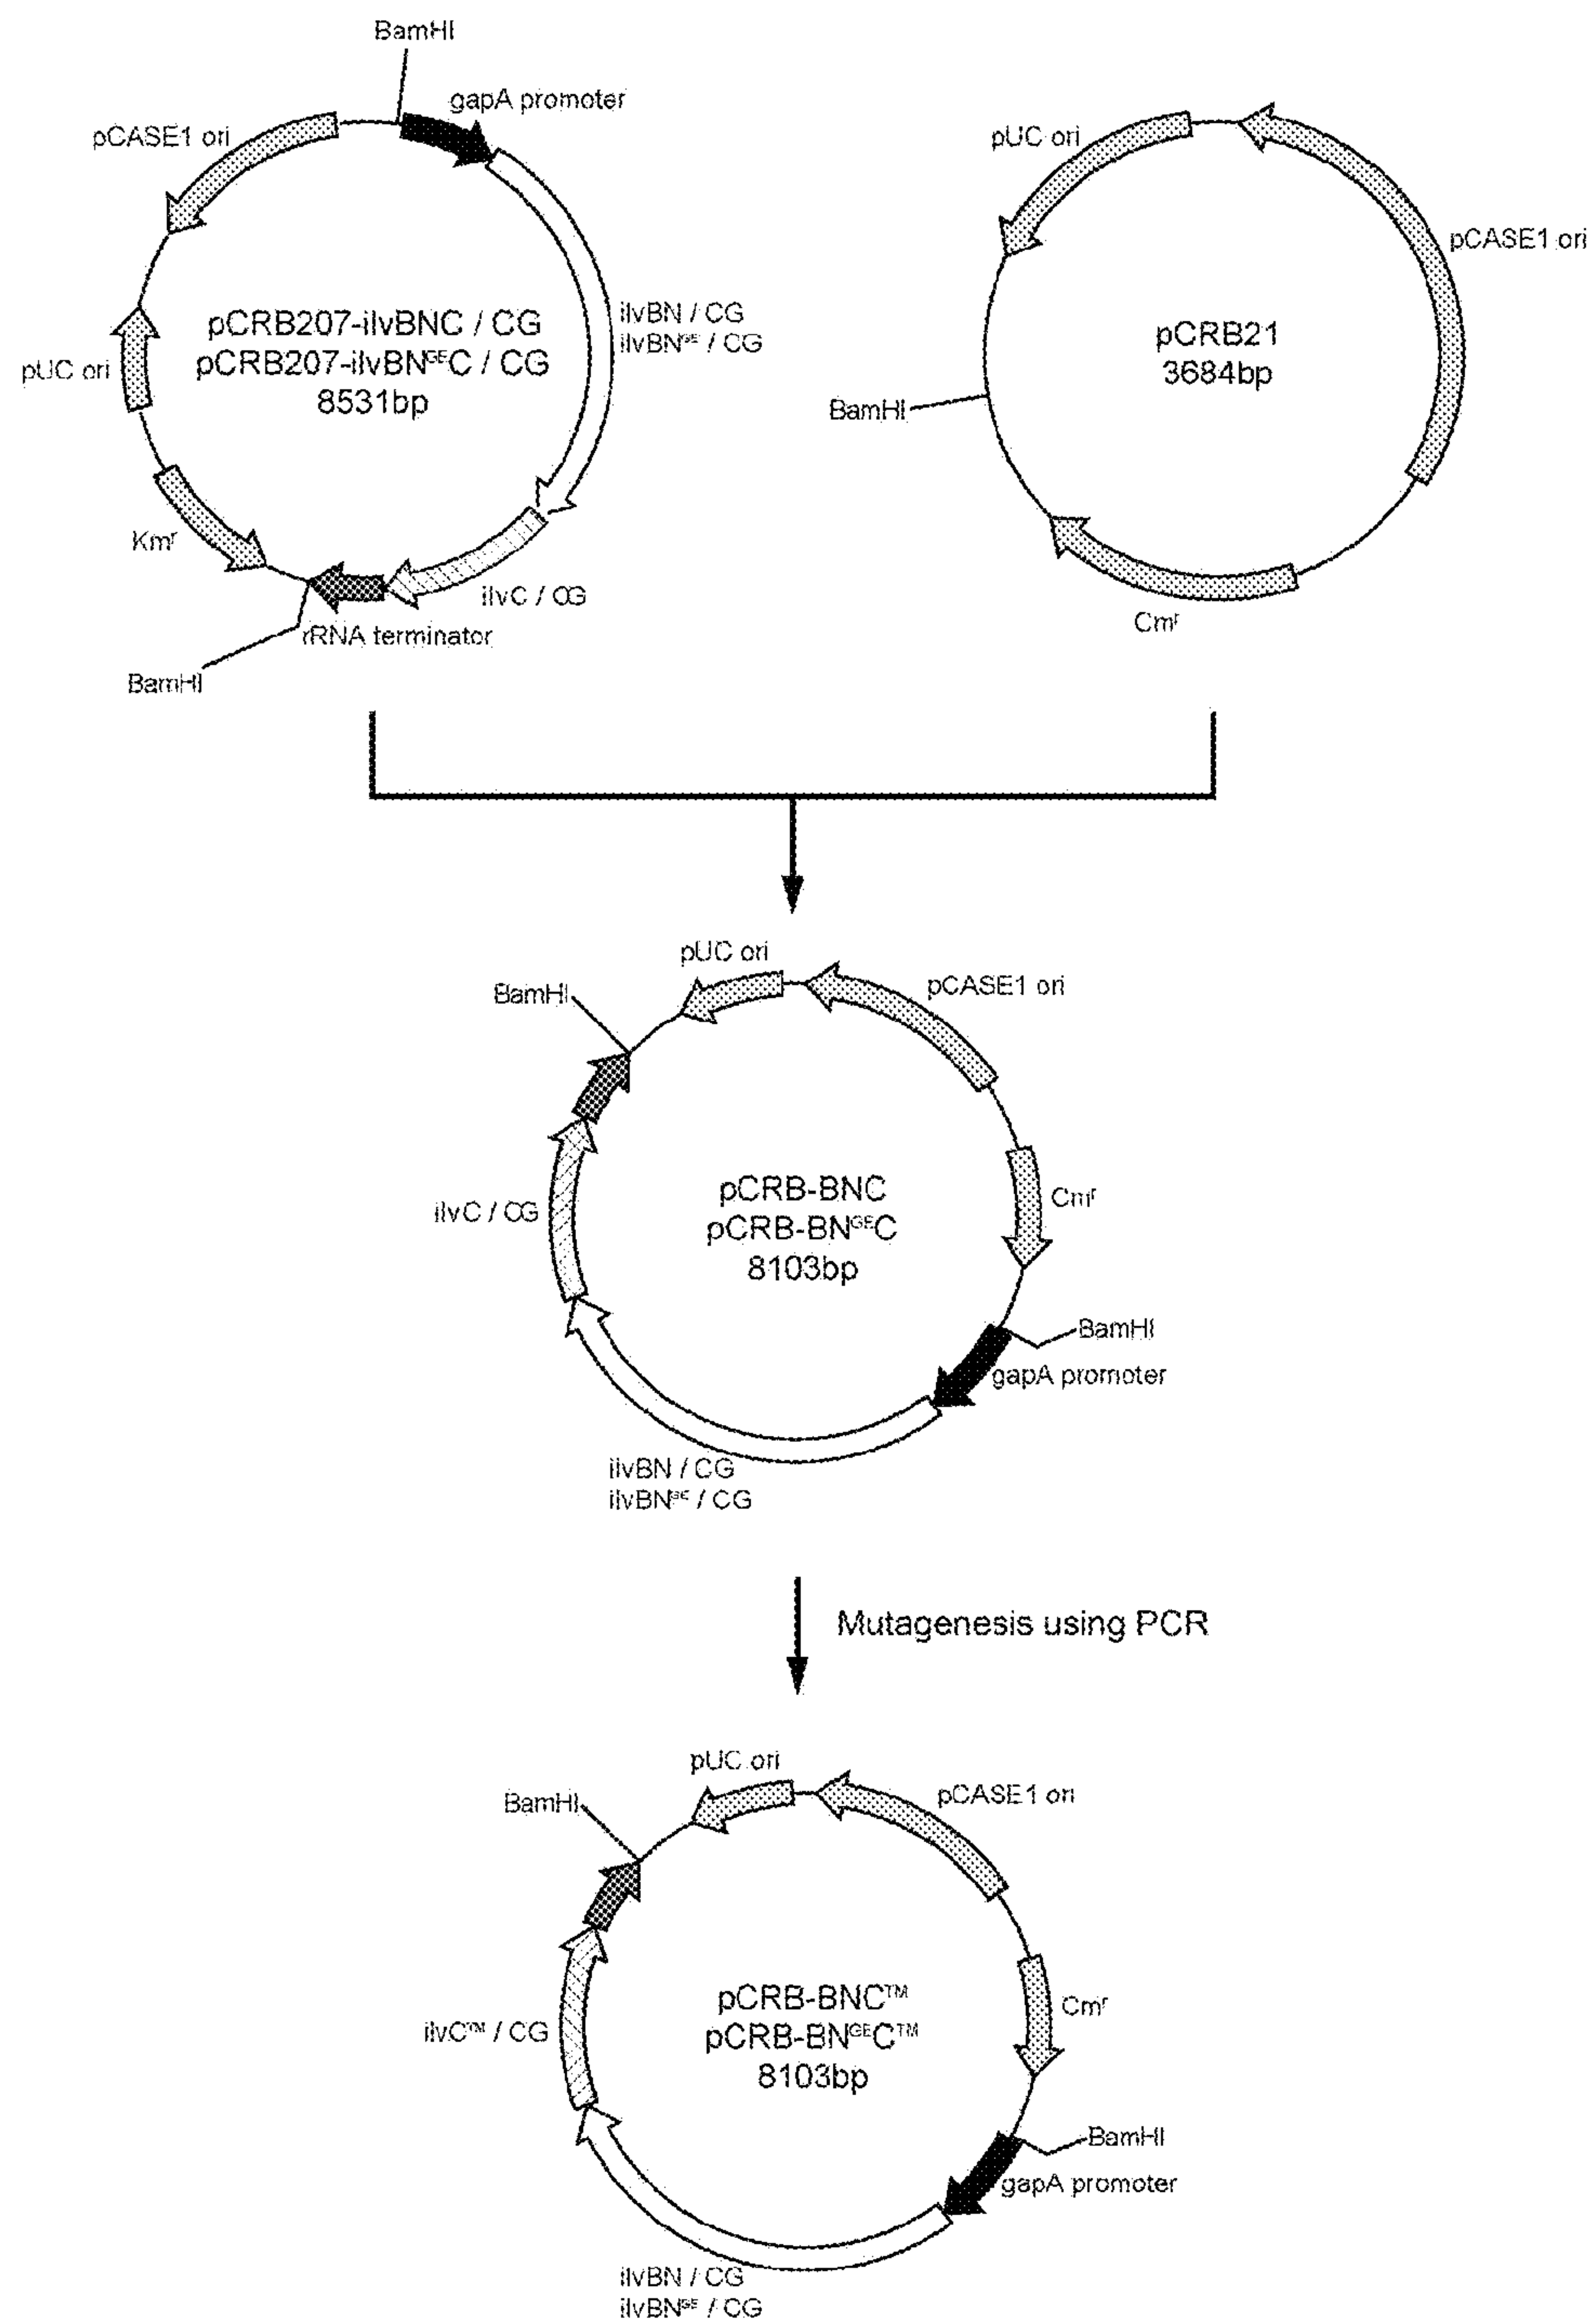 BamHI
gapA promoter
pCASE1 ori
pUC ori
pCASE1 ori
ilvBN / CG
ilvBNᴳᴱ / CG
pCRB207-ilvBNC / CG
pCRB207-ilvBNᴳᴱC / CG
8531bp
pUC ori
pCRB21
3684bp
BamHI
Kmʳ
ilvC / CG
rRNA terminator
BamHI
Cmʳ
pUC ori
pCASE1 ori
BamHI
ilvC / CG
pCRB-BNC
pCRB-BNᴳᴱC
8103bp
Cmʳ
BamHI
gapA promoter
ilvBN / CG
ilvBNᴳᴱ / CG
Mutagenesis using PCR
pUC ori
pCASE1 ori
BamHI
ilvC™ / CG
pCRB-BNC™
pCRB-BNᴳᴱC™
8103bp
Cmʳ
BamHI
gapA promoter
ilvBN / CG
ilvBNᴳᴱ / CG